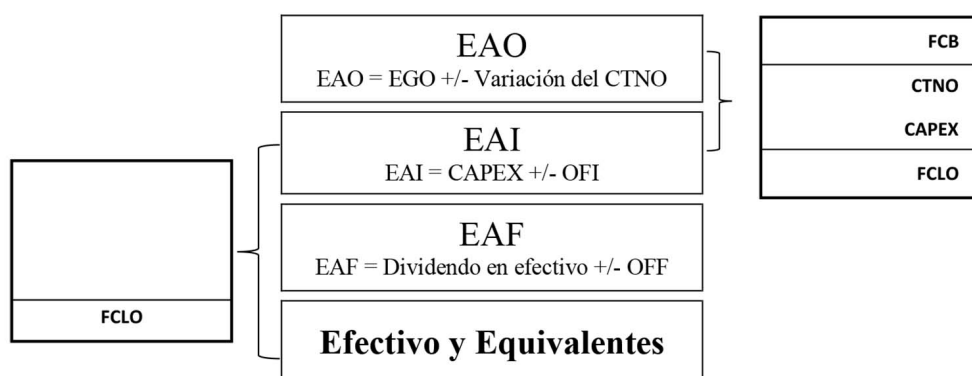 EAO
EAO = EGO +/- Variación del CTNO
EAI
EAI = CAPEX +/- OFI
EAF
EAF = Dividendo en efectivo +/- OFF
Efectivo y Equivalentes
FCLO
FCB
CTNO
CAPEX
FCLO